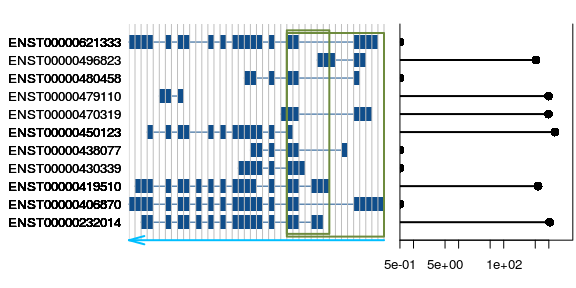 ENST00000621333
ENST00000496823
ENST00000480458
ENST00000479110
ENST00000470319
ENST00000450123
ENST00000438077
ENST00000430339
ENST00000419510
ENST00000406870
ENST00000232014
5e-01 5e+00 1e+02